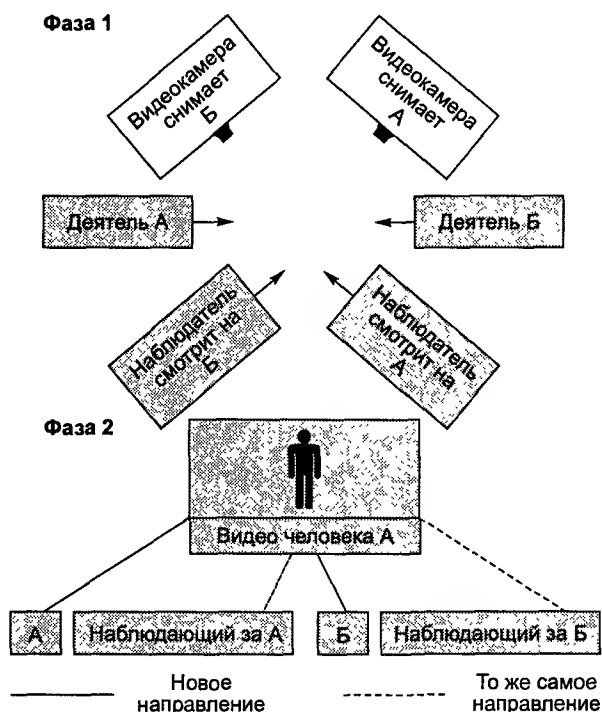 Фаза 1
Видеокамера
снимает
Б
Видеокамера
снимает
А
Деятель А
Деятель Б
Наблюдатель
смотрит на
Б
Наблюдатель
смотрит на
А
Фаза 2
Видео человека А
А
Наблюдающий за А
Б
Наблюдающий за Б
Новое
направление
То же самое
направление